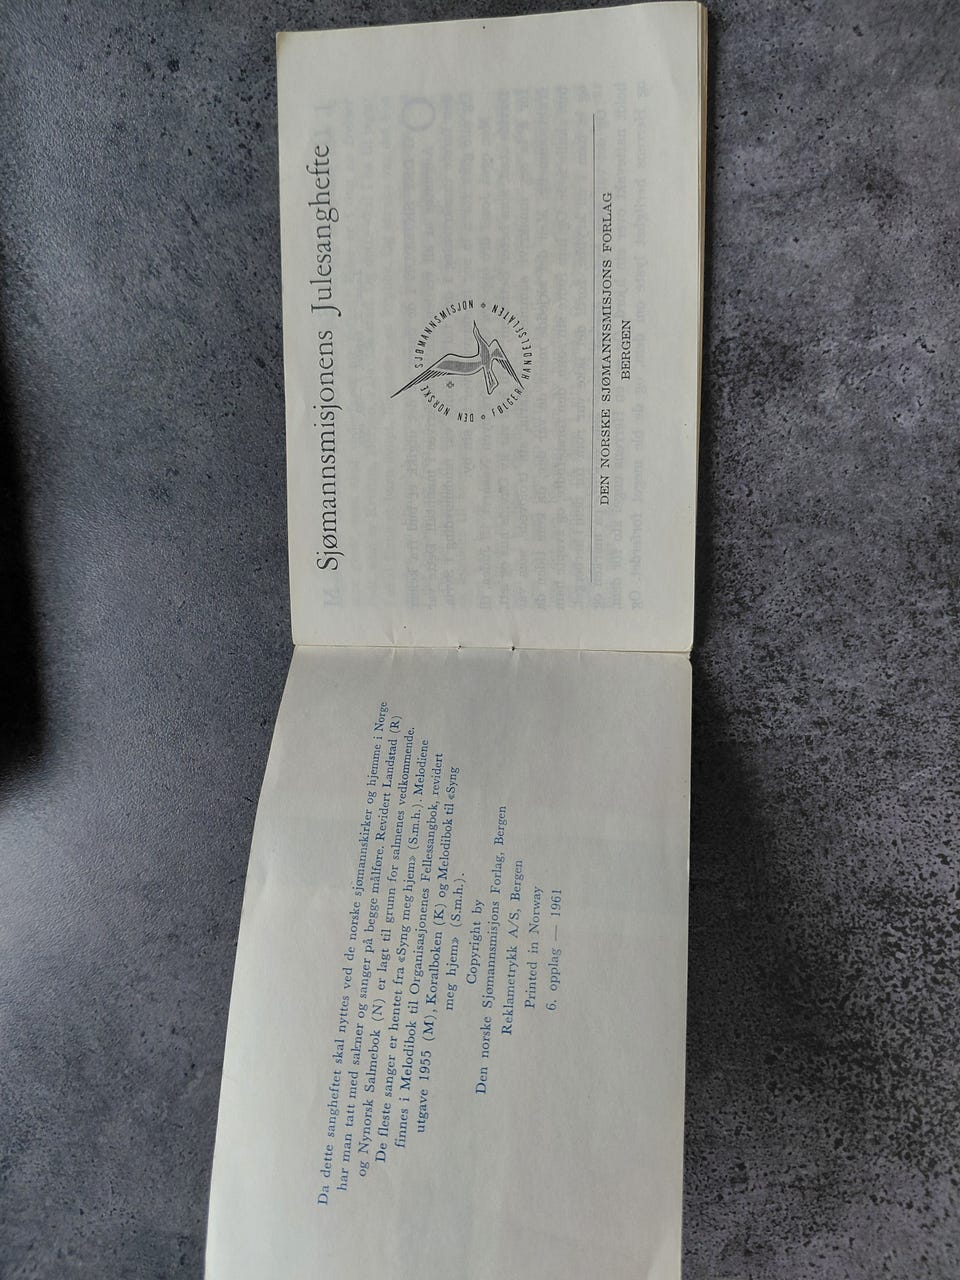 Da dette sangheftet skal nyttes ved de norske sjømannskirker og hjemme i Norge
har man tatt med salmer og sanger på begge målføre. Revidert Landstad (R)
og Nynorsk Salmebok (N) er lagt til grunn for salmenes vedkommende.
De fleste sanger er hentet fra «Syng meg hjem» (S.m.h.). Melodiene
finnes i Melodibok til Organisasjonenes Fellessangbok, revidert
utgave 1955 (M), Koralboken (K) og Melodibok til «Syng
meg hjem» (S.m.h.).
Copyright by
Den norske Sjømannsmisjons Forlag, Bergen
Reklametrykk A/S, Bergen
Printed in Norway
6. opplag — 1961
Sjømannsmisjonens Julesanghefte
DEN NORSKE SJØMANNSMISJON
FØLGER HANDELSFLATEN
DEN NORSKE SJØMANNSMISJONS FORLAG
BERGEN